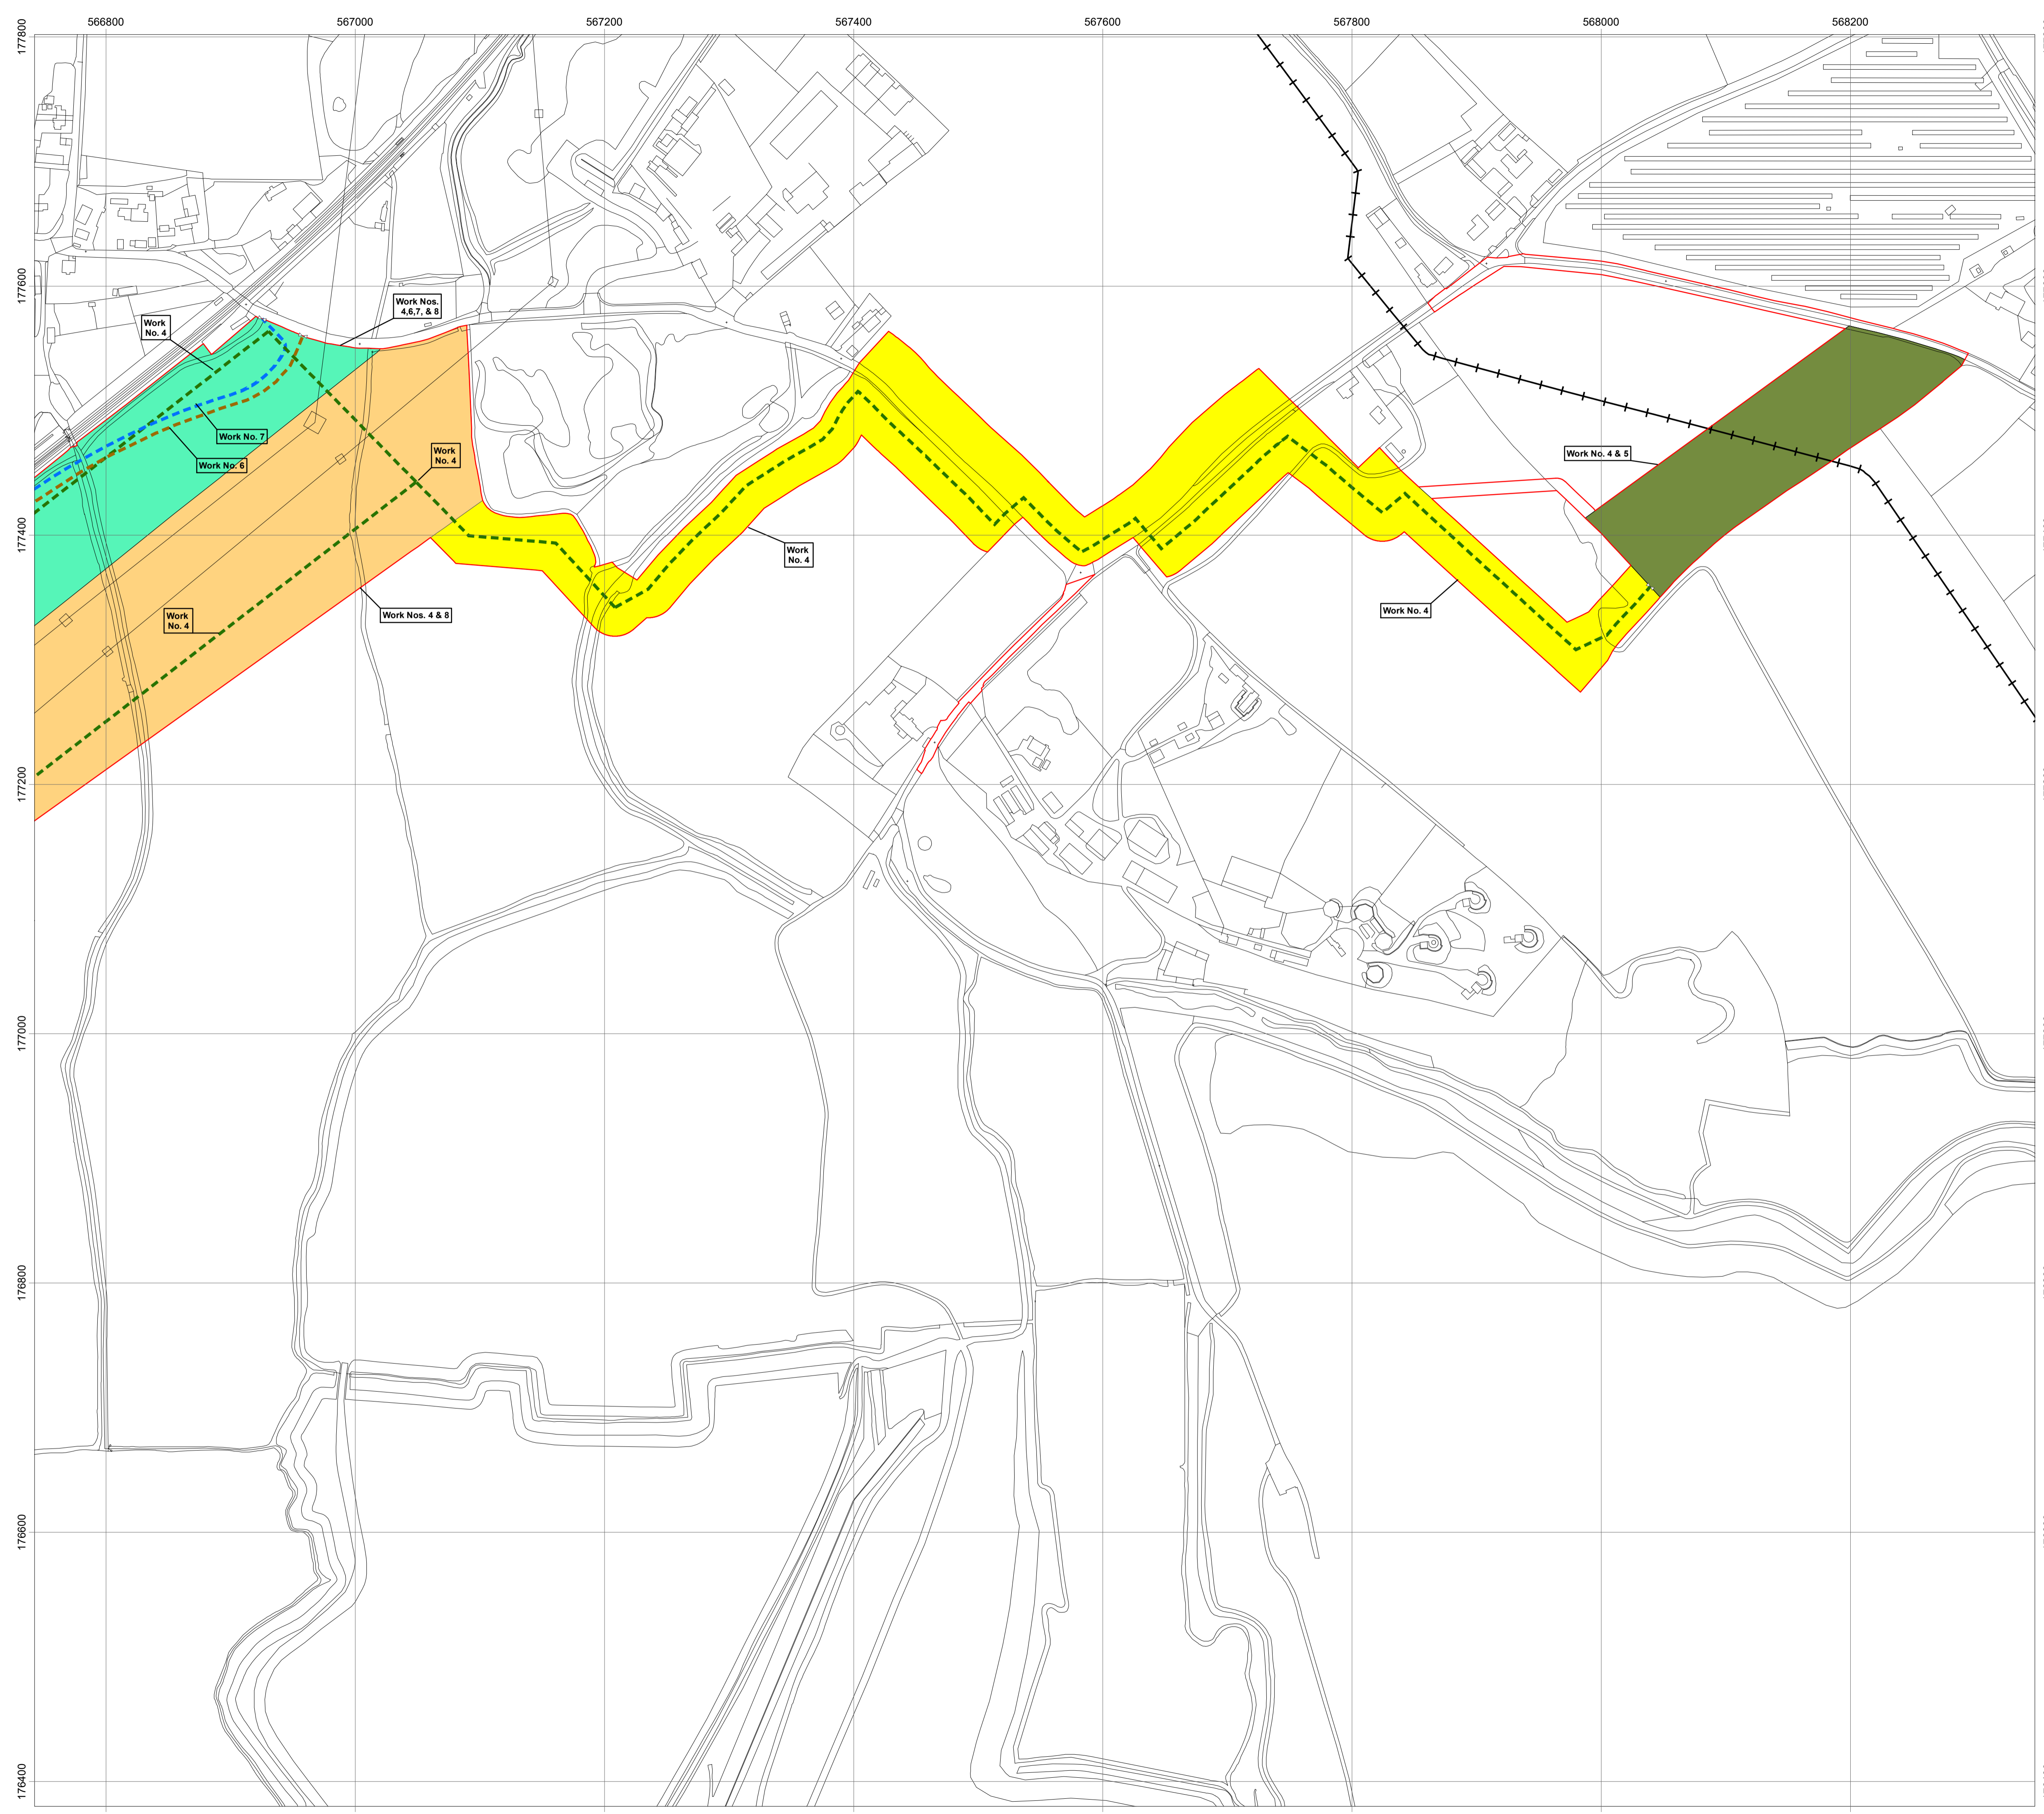 566800 567000 567200 567400 567600 567800 568000 568200
177800
177600
177400
177200
177000
176800
176600
176400
Work Nos.
4,6,7, & 8
Work
No. 4
Work No. 7
Work No. 6
Work
No. 4
Work No. 4 & 5
Work
No. 4
Work
No. 4
Work Nos. 4 & 8
Work No. 4